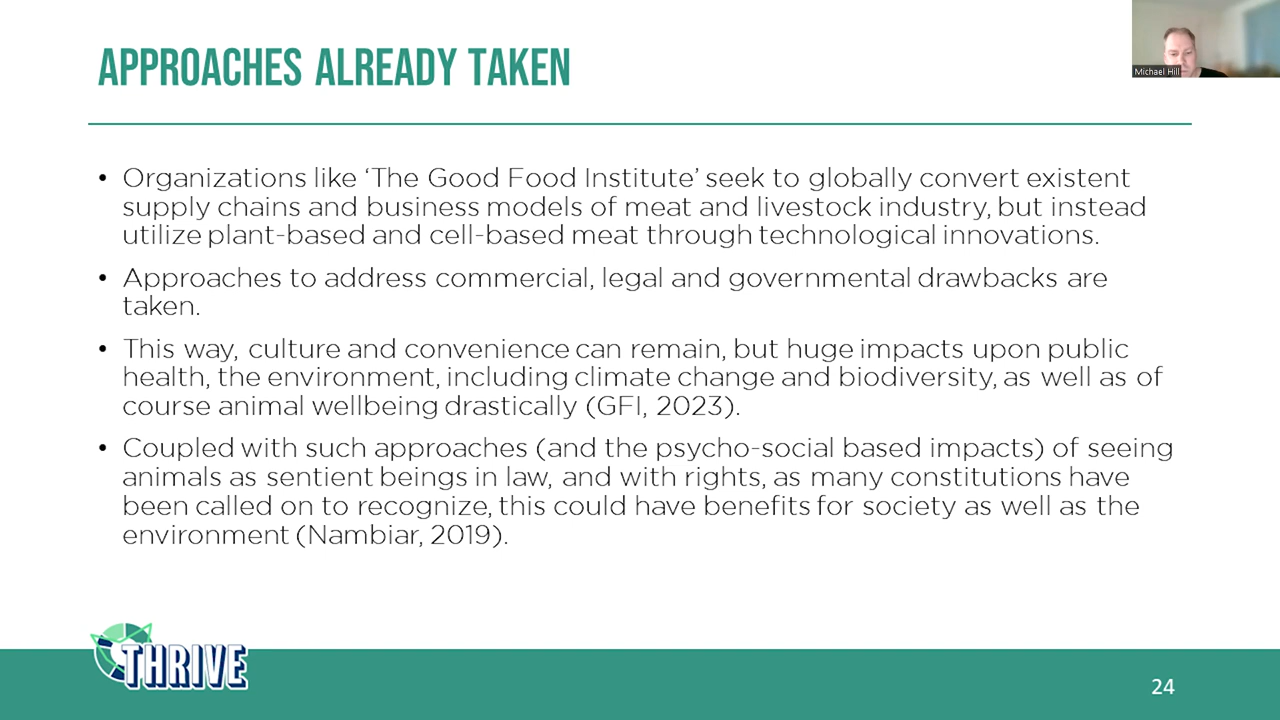 APPROACHES ALREADY TAKEN
Michael Hill
• Organizations like ‘The Good Food Institute’ seek to globally convert existent
supply chains and business models of meat and livestock industry, but instead
utilize plant-based and cell-based meat through technological innovations.
• Approaches to address commercial, legal and governmental drawbacks are
taken.
• This way, culture and convenience can remain, but huge impacts upon public
health, the environment, including climate change and biodiversity, as well as of
course animal wellbeing drastically (GFI, 2023).
• Coupled with such approaches (and the psycho-social based impacts) of seeing
animals as sentient beings in law, and with rights, as many constitutions have
been called on to recognize, this could have benefits for society as well as the
environment (Nambiar, 2019).
THRIVE
24